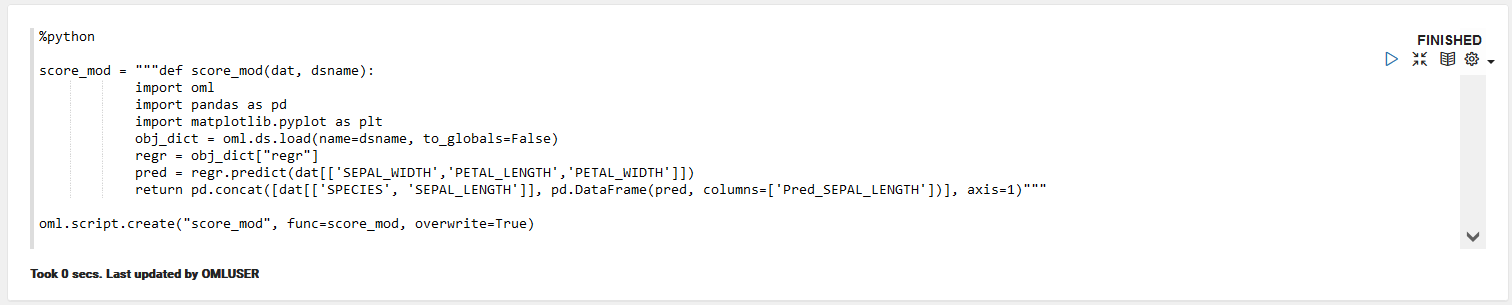 %python
FINISHED
score_mod = """def score_mod(dat, dsname):
import oml
import pandas as pd
import matplotlib.pyplot as plt
obj_dict = oml.ds.load(name=dsname, to_globals=False)
regr = obj_dict["regr"]
pred = regr.predict(dat[['SEPAL_WIDTH','PETAL_LENGTH','PETAL_WIDTH']])
return pd.concat([dat[['SPECIES', 'SEPAL_LENGTH']], pd.DataFrame(pred, columns=['Pred_SEPAL_LENGTH'])], axis=1)"""
oml.script.create("score_mod", func=score_mod, overwrite=True)
Took 0 secs. Last updated by OMLUSER